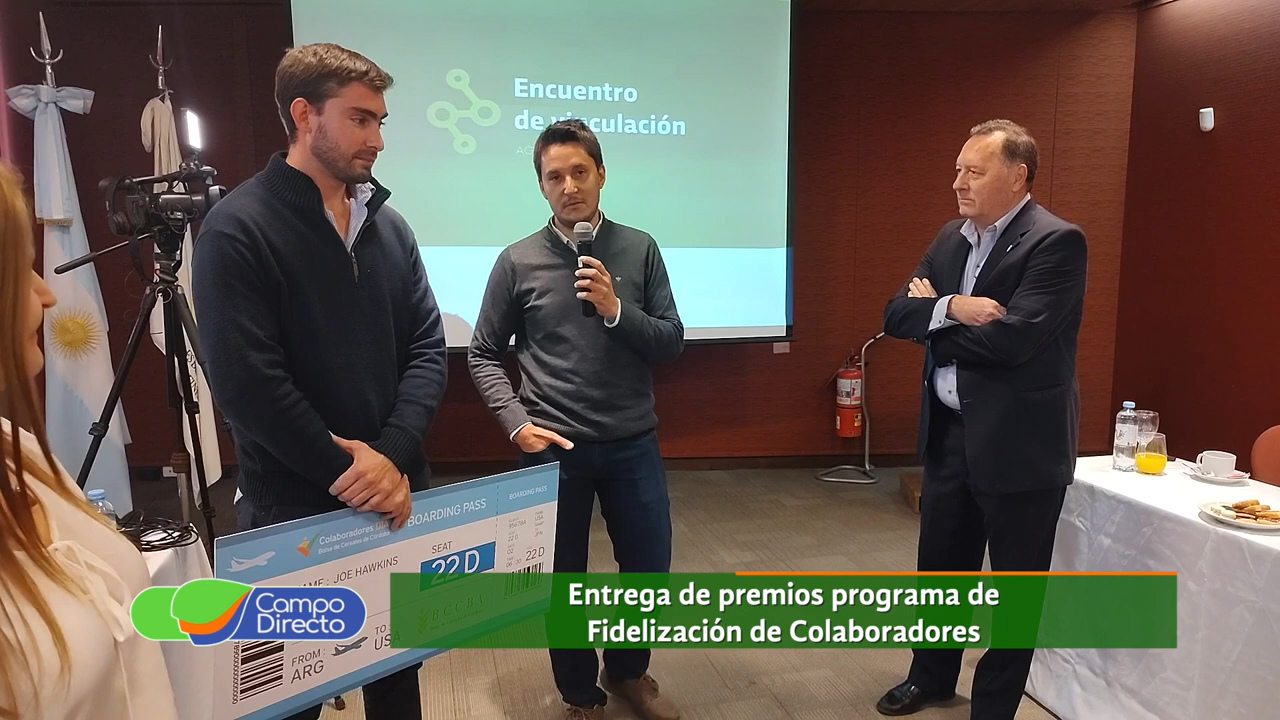 Encuentro
de vinculación
BOARDING PASS
Colaboradores
BOARDING PASS
Bolsa de Cereales de Córdoba
NAME: JOE HAWKINS
SEAT
22 D
22 D
FROM:
ARG
TO
USA
Campo
Directo
Entrega de premios programa de
Fidelización de Colaboradores